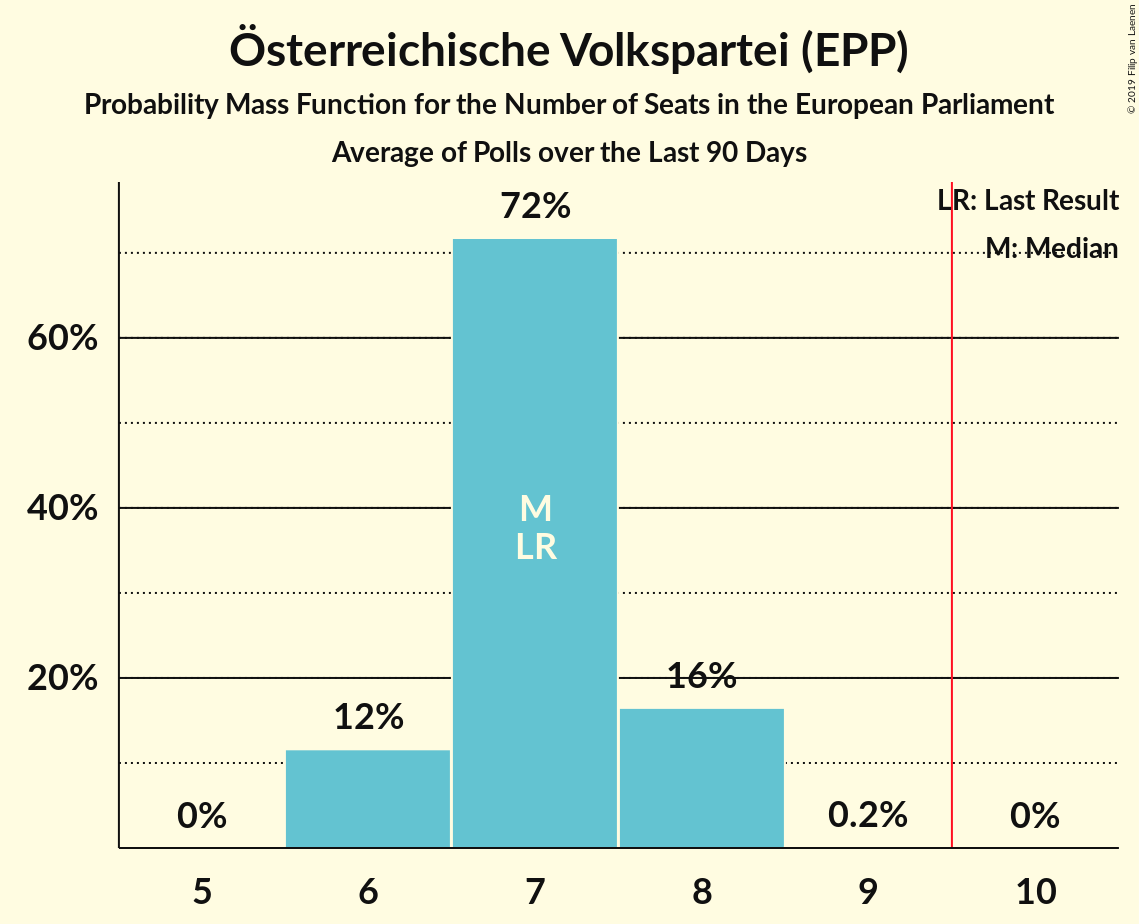 Österreichische Volkspartei (EPP)
Probability Mass Function for the Number of Seats in the European Parliament
Average of Polls over the Last 90 Days
© 2019 Filip van Laenen
LR: Last Result
M: Median
72%
60%
40%
20%
M
LR
16%
12%
0%
0.2%
0%
5 6 7 8 9 10